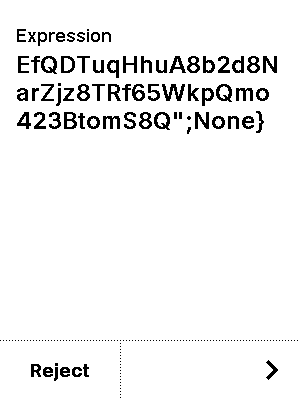 Expression
EfQDTuqHhuA8b2d8N
arZjz8TRf65WkpQmo
423BtomS8Q";None}
Reject